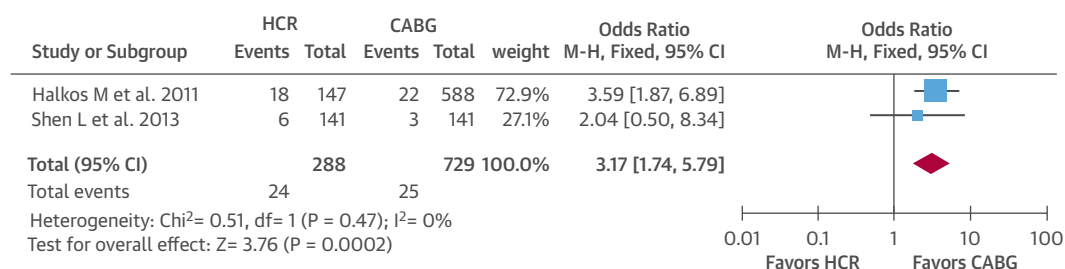 HCR CABG Odds Ratio Odds Ratio
Study or Subgroup Events Total Events Total weight M-H, Fixed, 95% CI M-H, Fixed, 95% CI
Halkos M et al. 2011 18 147 22 588 72.9% 3.59 [1.87, 6.89]
Shen L et al. 2013 6 141 3 141 27.1% 2.04 [0.50, 8.34]
Total (95% CI) 288 729 100.0% 3.17 [1.74, 5.79]
Total events 24 25
Heterogeneity: Chi²= 0.51, df= 1 (P = 0.47); I²= 0%
Test for overall effect: Z= 3.76 (P = 0.0002)
0.01 0.1 1 10 100
Favors HCR Favors CABG